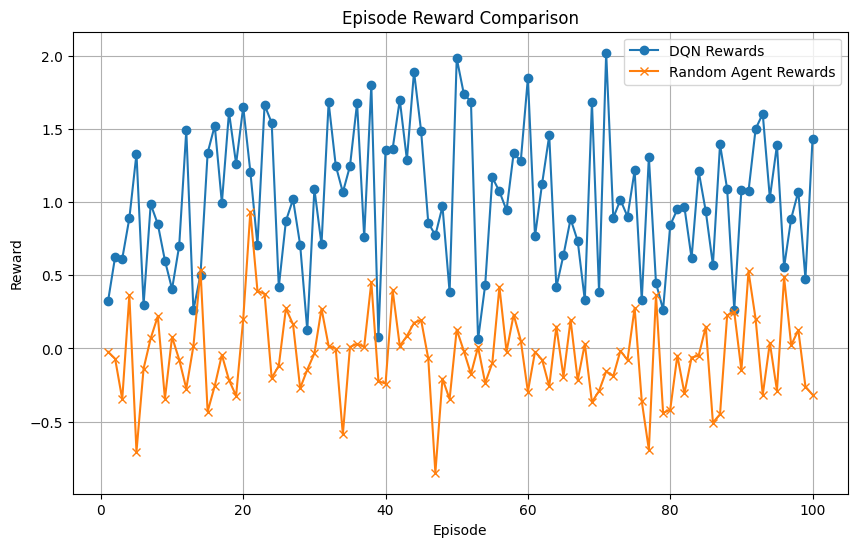 Episode Reward Comparison
DQN Rewards
Random Agent Rewards
Reward
2.0
1.5
1.0
0.5
0.0
−0.5
0
20
40
60
80
100
Episode